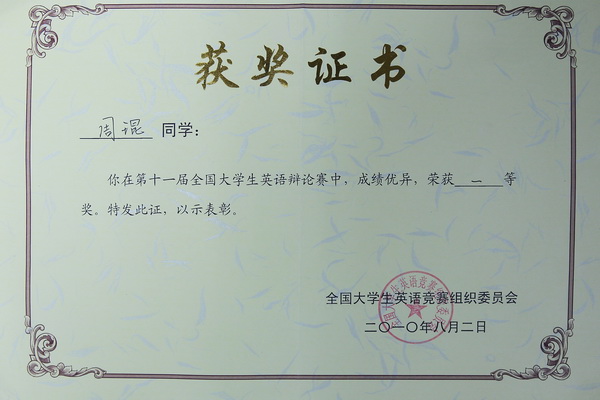 获奖证书
周琨 同学：
你在第十一届全国大学生英语辩论赛中，成绩优异，荣获 一 等
奖。特发此证，以示表彰。
全国大学生英语竞赛组织委员会
二〇一〇年八月二日